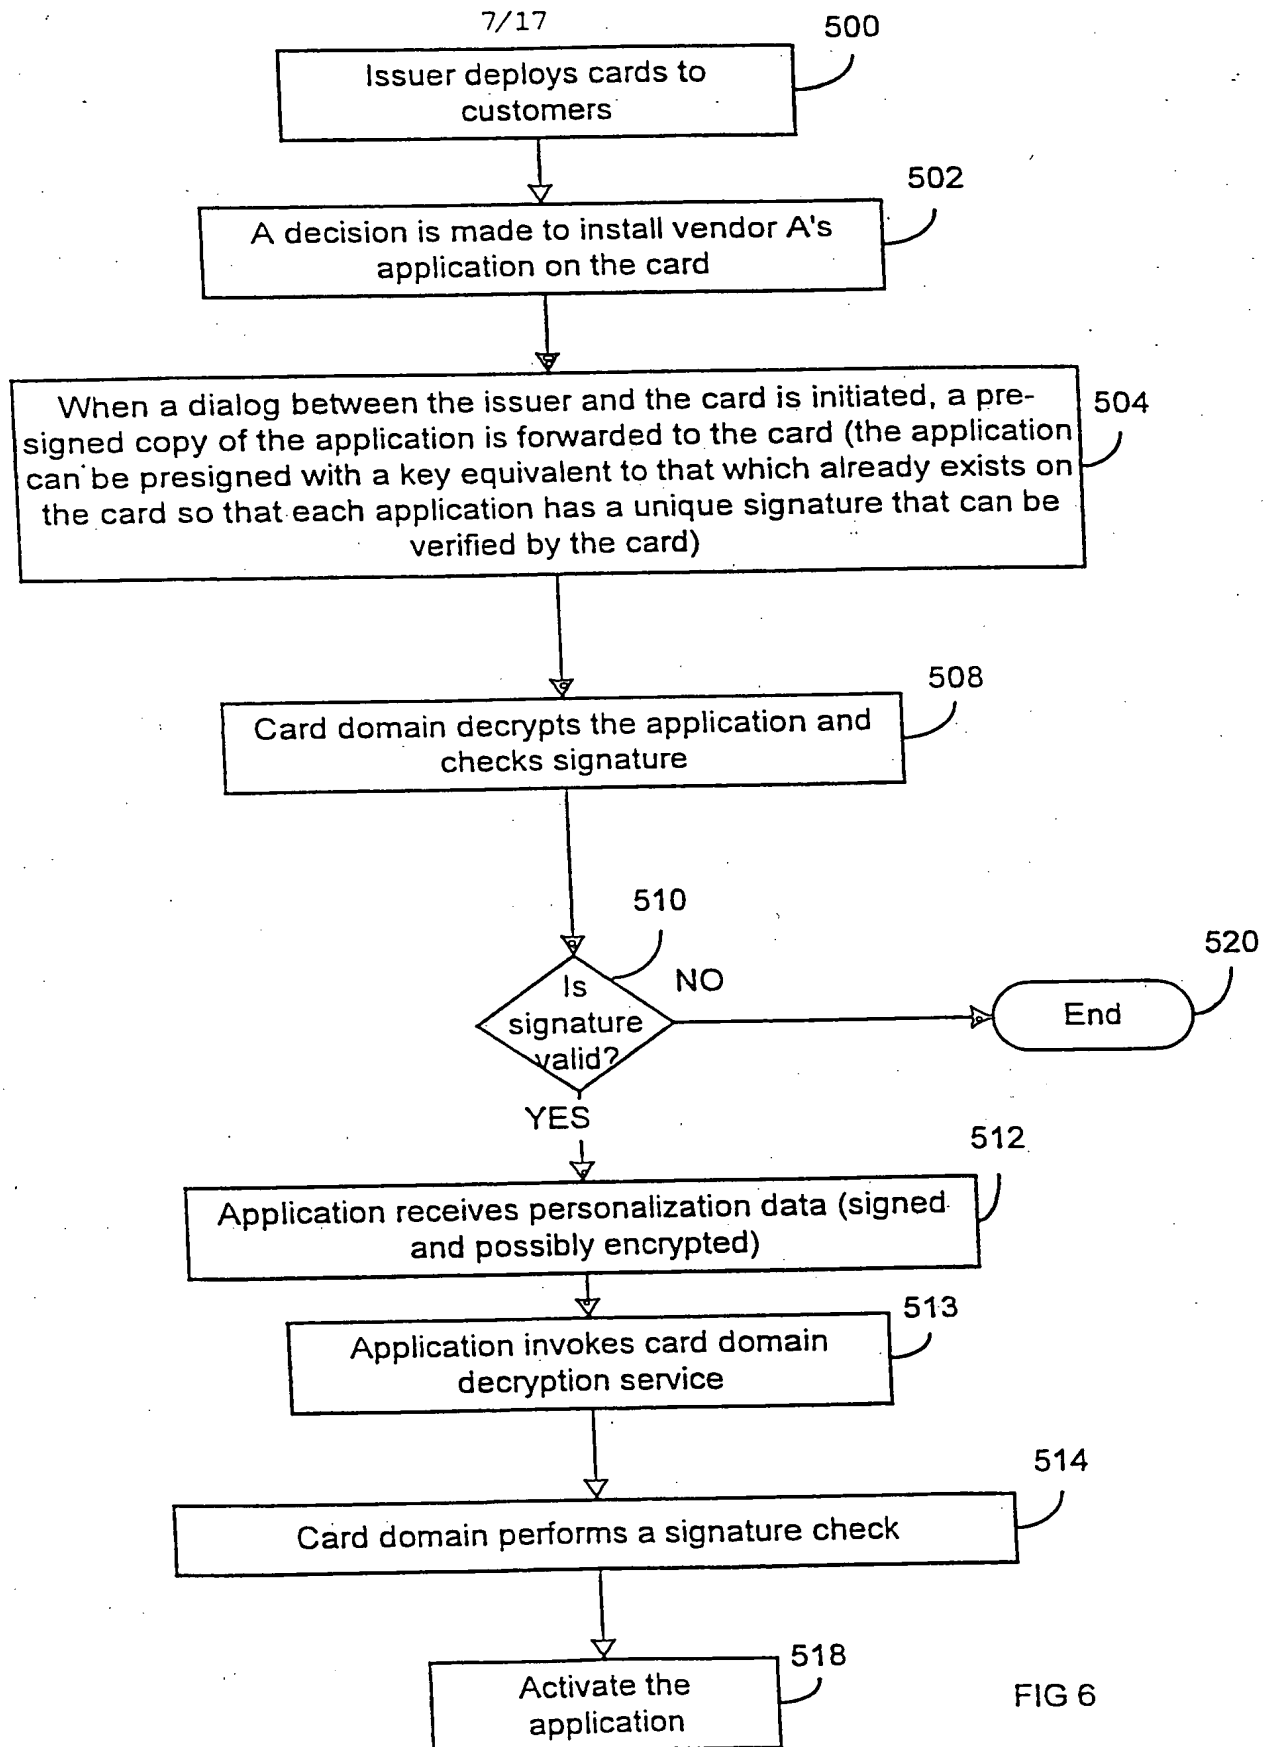 7/17
500
Issuer deploys cards to
customers
502
A decision is made to install vendor A's
application on the card
504
When a dialog between the issuer and the card is initiated, a pre-
signed copy of the application is forwarded to the card (the application
can be presigned with a key equivalent to that which already exists on
the card so that each application has a unique signature that can be
verified by the card)
508
Card domain decrypts the application and
checks signature
510
Is
signature
valid?
NO
520
End
YES
512
Application receives personalization data (signed
and possibly encrypted)
513
Application invokes card domain
decryption service
514
Card domain performs a signature check
518
Activate the
application
FIG 6